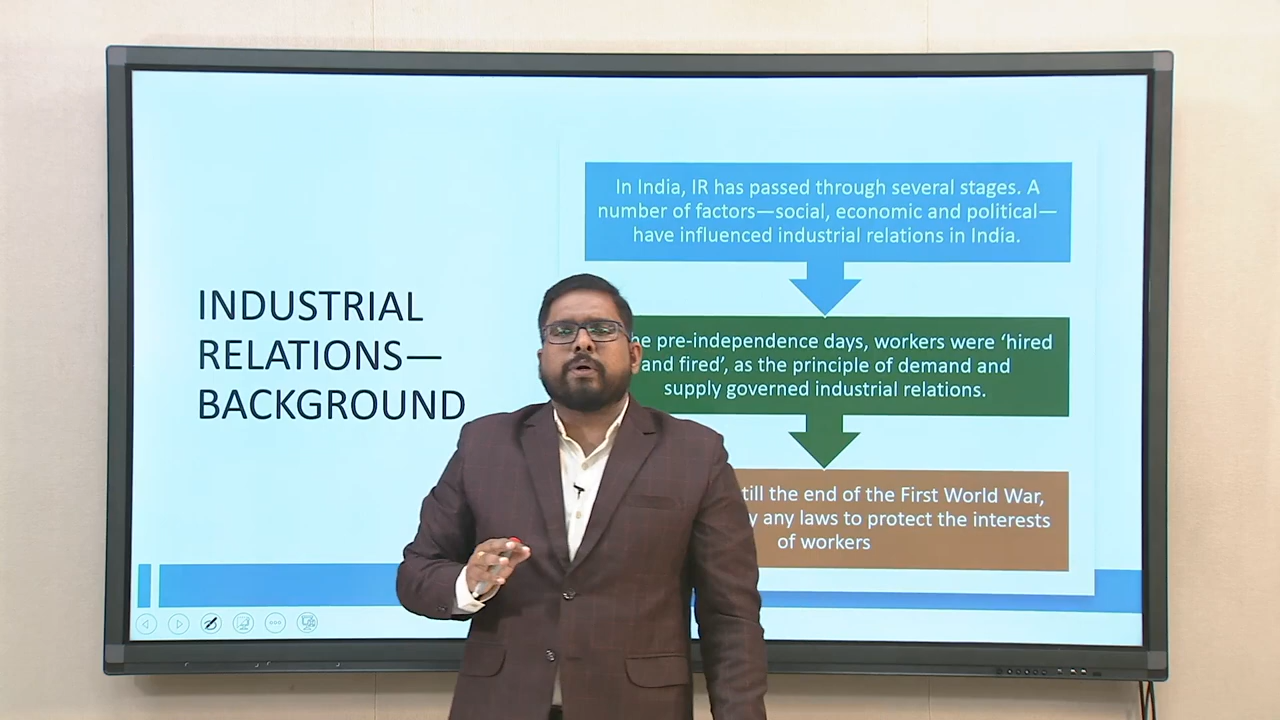 INDUSTRIAL
RELATIONS—
BACKGROUND
In India, IR has passed through several stages. A
number of factors—social, economic and political—
have influenced industrial relations in India.
pre-independence days, workers were ‘hired
and fired’, as the principle of demand and
supply governed industrial relations.
till the end of the First World War,
any laws to protect the interests
of workers